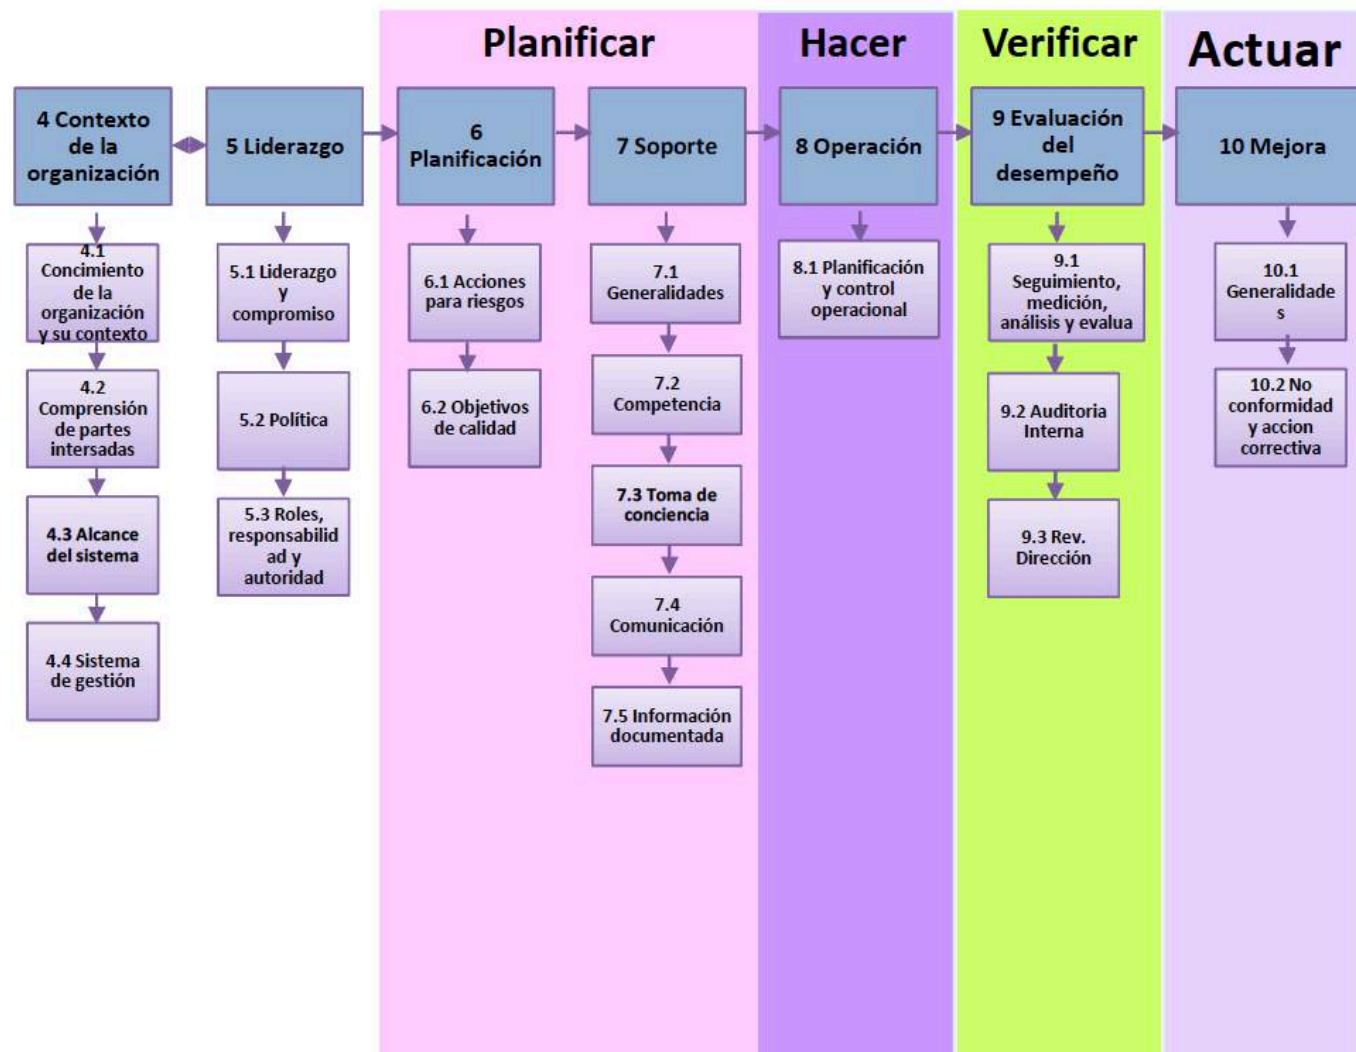 Planificar
Hacer
Verificar
Actuar
4 Contexto
de la
organización
5 Liderazgo
6
Planificación
7 Soporte
8 Operación
9 Evaluación
del
desempeño
10 Mejora
4.1
Concimiento
de la
organización
y su contexto
4.2
Comprensión
de partes
intersadas
4.3 Alcance
del sistema
4.4 Sistema
de gestión
5.1 Liderazgo
y
compromiso
5.2 Política
5.3 Roles,
responsabilid
ad y
autoridad
6.1 Acciones
para riesgos
6.2 Objetivos
de calidad
7.1
Generalidades
7.2
Competencia
7.3 Toma de
conciencia
7.4
Comunicación
7.5 Información
documentada
8.1 Planificación
y control
operacional
9.1
Seguimiento,
medición,
análisis y evalua
9.2 Auditoria
Interna
9.3 Rev.
Dirección
10.1
Generalidade
s
10.2 No
conformidad
y accion
correctiva